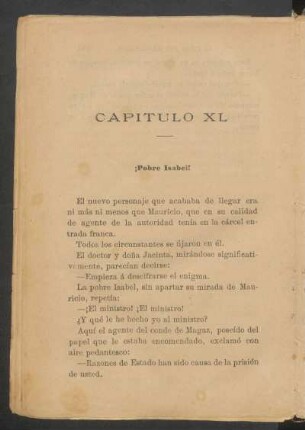 CAPITULO XL
¡Pobre Isabel!
El nuevo personaje que acababa de llegar era
ni más ni menos que Mauricio, que en su calidad
de agente de la autoridad tenía en la cárcel en-
trada franca.
Todos los circunstantes se fijaron en él.
El doctor y doña Jacinta, mirándose significati-
vamente, parecían decirse:
—Empieza á descifrarse el enigma.
La pobre Isabel, sin apartar su mirada de Mau-
ricio, repetía:
—¡El ministro! ¡El ministro!
¿Y qué le he hecho yo al ministro?
Aquí el agente del conde de Magaz, poseído del
papel que le estaba encomendado, exclamó con
aire pedantesco:
—Razones de Estado han sido causa de la prisión
de usted.